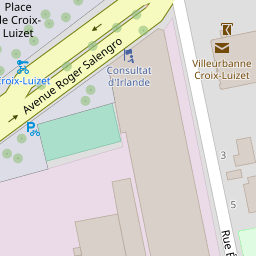 Place
de Croix-
Luizet
Croix-Luizet
Avenue Roger Salengro
Consultat
d'Irlande
Villeurbanne
Croix-Luizet
3
5
Rue